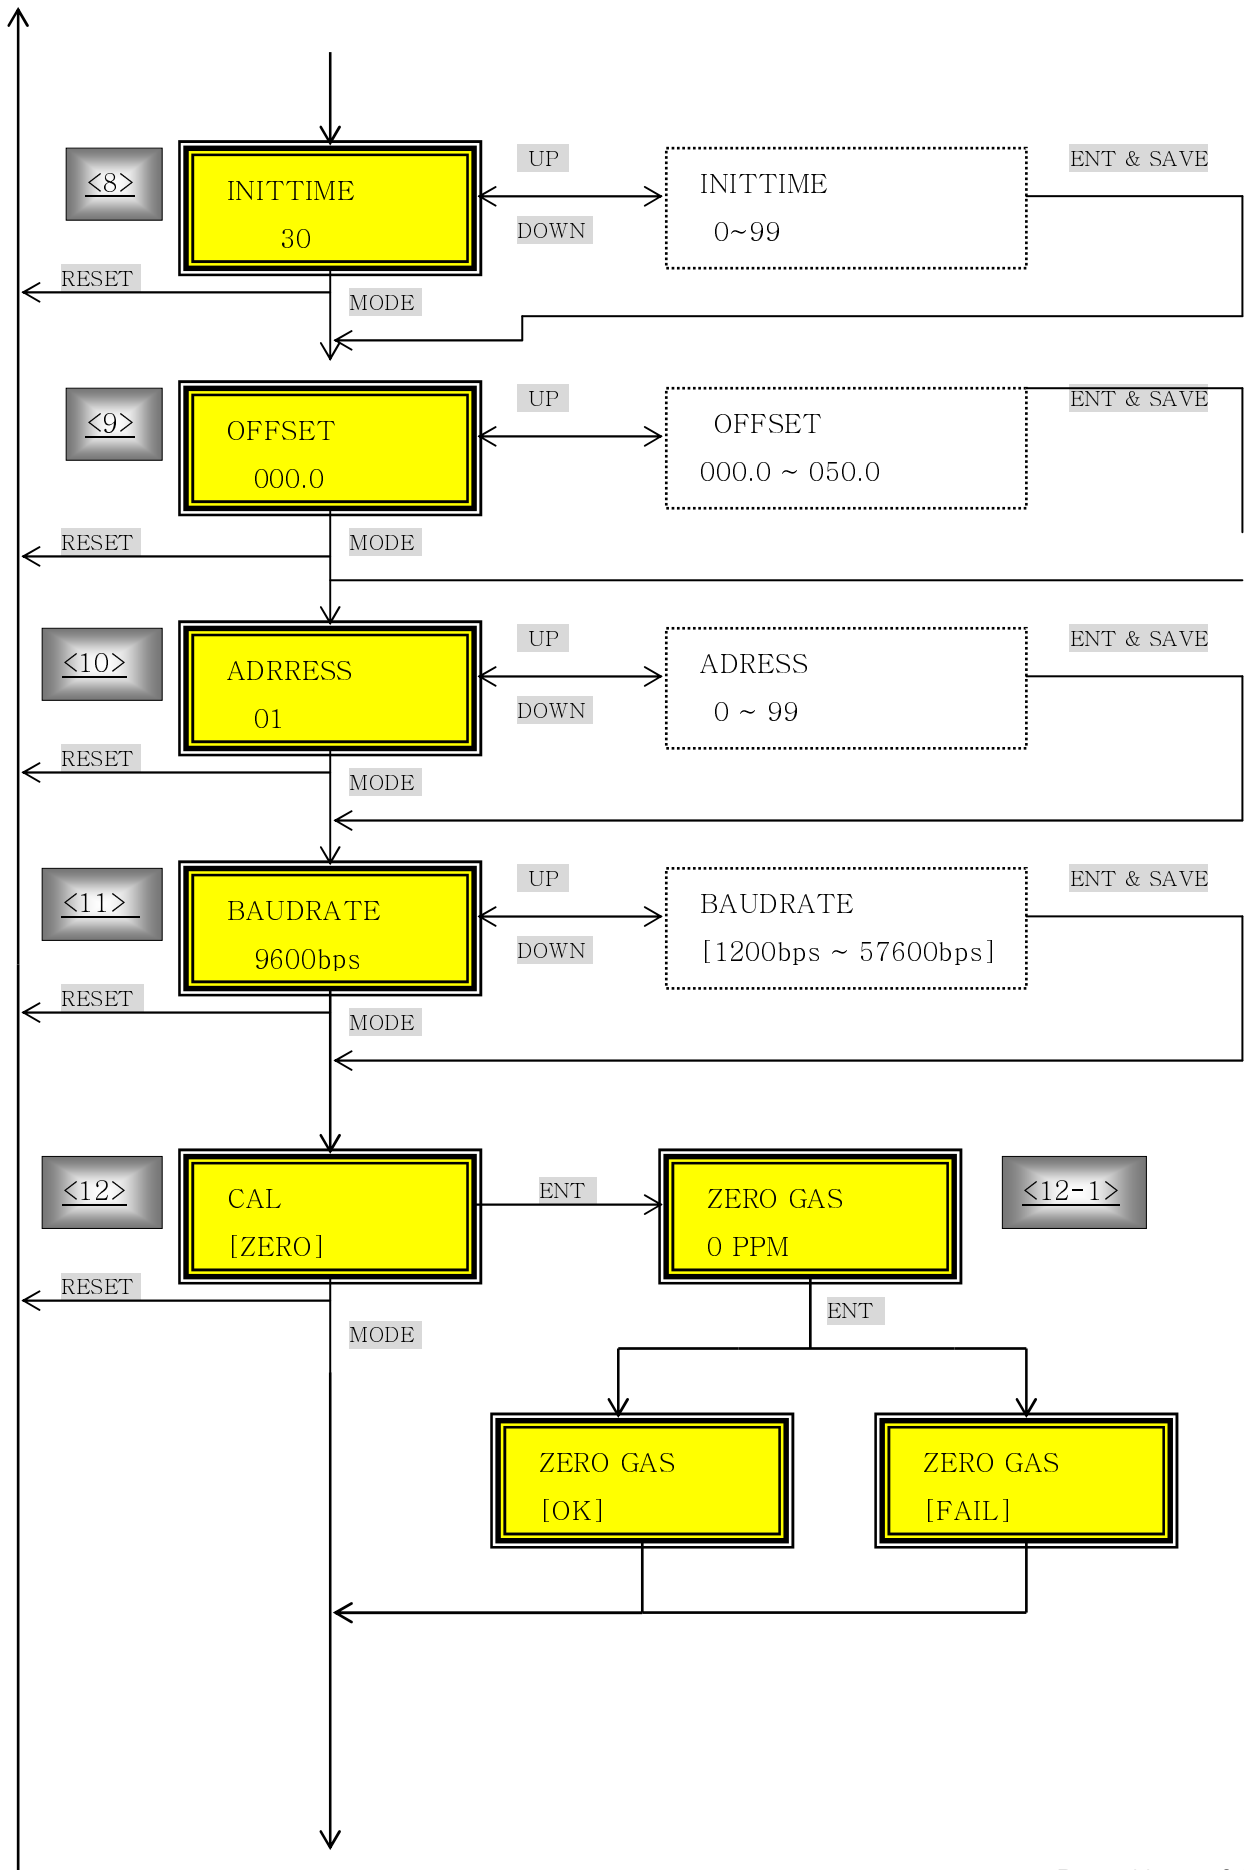 <8>
INITTIME
30
UP
DOWN
INITTIME
0~99
ENT & SAVE
RESET
MODE
<9>
OFFSET
000.0
UP
OFFSET
000.0 ~ 050.0
ENT & SAVE
RESET
MODE
<10>
ADRRESS
01
UP
DOWN
ADRESS
0 ~ 99
ENT & SAVE
RESET
MODE
<11>
BAUDRATE
9600bps
UP
DOWN
BAUDRATE
[1200bps ~ 57600bps]
ENT & SAVE
RESET
MODE
<12>
CAL
[ZERO]
ENT
ZERO GAS
0 PPM
<12-1>
RESET
MODE
ENT
ZERO GAS
[OK]
ZERO GAS
[FAIL]